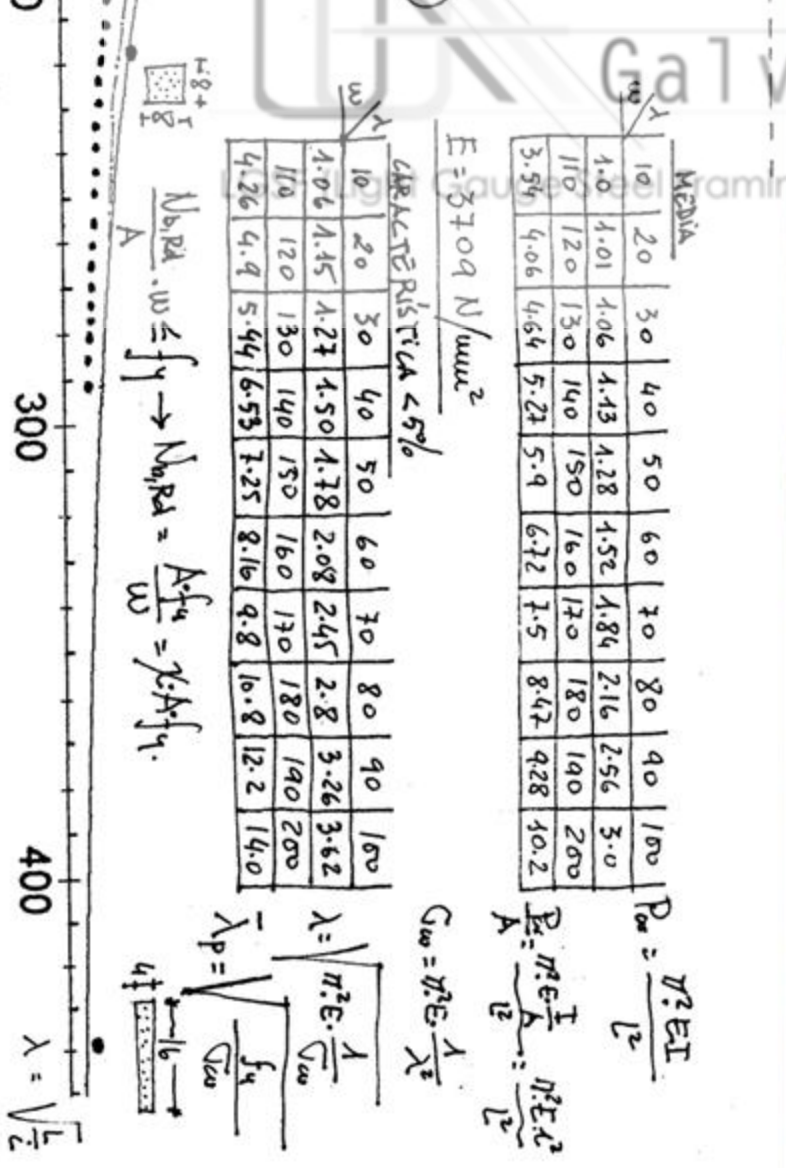 Galv
LGSF (Light Gauge Steel Framin
MEDIA
λ 10 20 30 40 50 60 70 80 90 100
w 1.0 1.01 1.06 1.13 1.28 1.52 1.84 2.16 2.56 3.0
110 120 130 140 150 160 170 180 190 200
3.54 4.06 4.64 5.27 5.9 6.72 7.5 8.47 9.28 10.2
E = 3709 N/mm²
CARACTERÍSTICA < 5%
λ 10 20 30 40 50 60 70 80 90 100
w 1.06 1.15 1.27 1.50 1.78 2.08 2.45 2.8 3.26 3.62
110 120 130 140 150 160 170 180 190 200
4.26 4.9 5.44 6.53 7.25 8.16 9.8 10.8 12.2 14.0
Nb,Rd/A · w ≤ fy → Nb,Rd = A·fy/w = χ·A·fy.
Pcr = π²EI/L²
Pcr/A = π²·E·I/A/L² = π²·E·i²/L²
σcr = π²E·1/λ²
λ = √π²·E·1/σcr
λ̄p = √fy/σcr
8
8
4
16
300
400
λ = √L/i